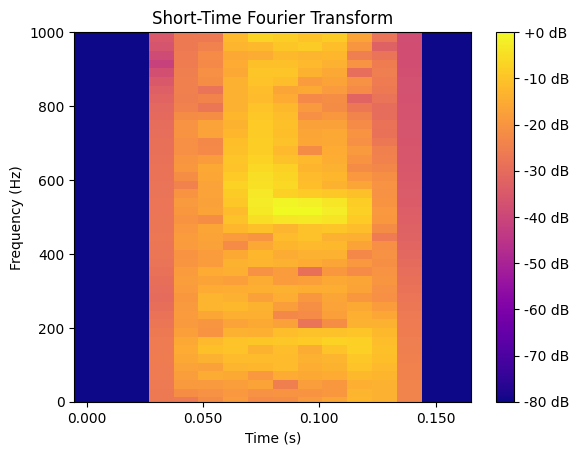 Short-Time Fourier Transform
1000
800
600
400
200
0
Frequency (Hz)
0.000
0.050
0.100
0.150
Time (s)
+0 dB
-10 dB
-20 dB
-30 dB
-40 dB
-50 dB
-60 dB
-70 dB
-80 dB